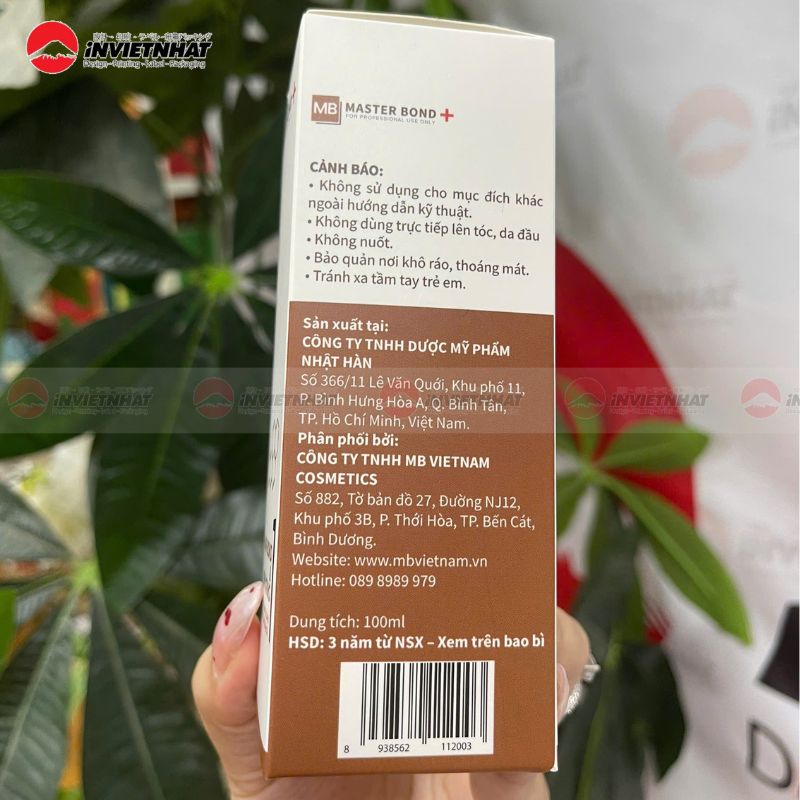 iNVIETNHAT
Design - Printing - Label - Packaging
MB MASTER BOND +
FOR PROFESSIONAL USE ONLY
CẢNH BÁO:
• Không sử dụng cho mục đích khác
ngoài hướng dẫn kỹ thuật.
• Không dùng trực tiếp lên tóc, da đầu
• Không nuốt.
• Bảo quản nơi khô ráo, thoáng mát.
• Tránh xa tầm tay trẻ em.
Sản xuất tại:
CÔNG TY TNHH DƯỢC MỸ PHẨM
NHẬT HÀN
Số 366/11 Lê Văn Quới, Khu phố 11,
P. Bình Hưng Hòa A, Q. Bình Tân,
TP. Hồ Chí Minh, Việt Nam.
Phân phối bởi:
CÔNG TY TNHH MB VIETNAM
COSMETICS
Số 882, Tờ bản đồ 27, Đường NJ12,
Khu phố 3B, P. Thới Hòa, TP. Bến Cát,
Bình Dương.
Website: www.mbvietnam.vn
Hotline: 089 8989 979
Dung tích: 100ml
HSD: 3 năm từ NSX – Xem trên bao bì
8 938562 112003